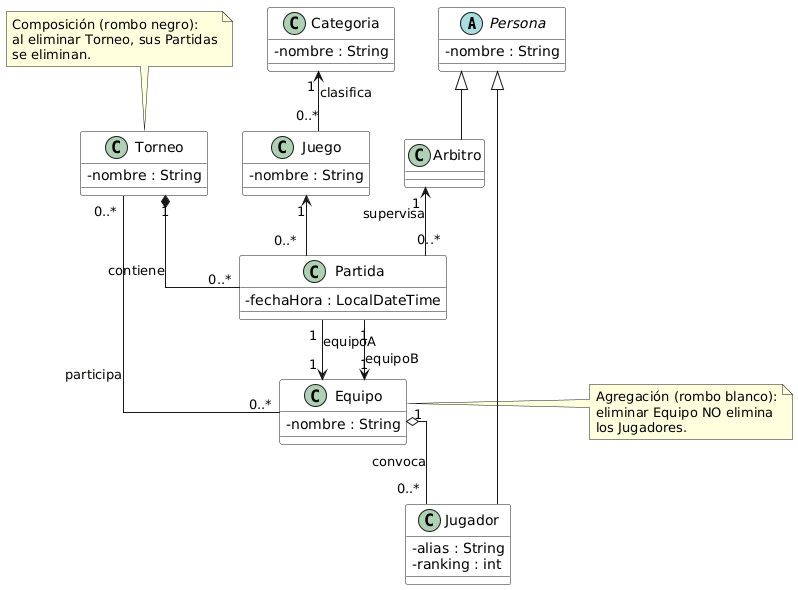 Composición (rombo negro):
al eliminar Torneo, sus Partidas
se eliminan.
C Categoria
-nombre : String
A Persona
-nombre : String
1
clasifica
0..*
C Torneo
-nombre : String
C Juego
-nombre : String
C Arbitro
0..*
1
1
1
supervisa
0..*
0..*
contiene
0..*
C Partida
-fechaHora : LocalDateTime
1
1
equipoA
equipoB
1
1
participa
0..*
C Equipo
-nombre : String
1
Agregación (rombo blanco):
eliminar Equipo NO elimina
los Jugadores.
convoca
0..*
C Jugador
-alias : String
-ranking : int